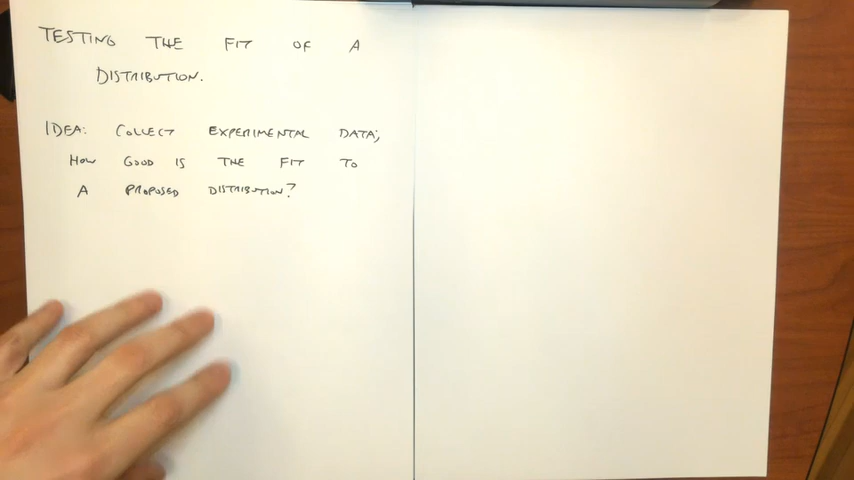 TESTING THE FIT OF A
DISTRIBUTION.
IDEA: COLLECT EXPERIMENTAL DATA;
HOW GOOD IS THE FIT TO
A PROPOSED DISTRIBUTION?